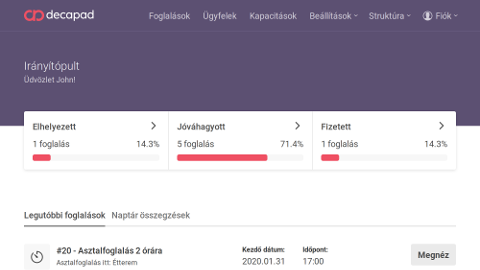 decapad
Foglalások Ügyfelek Kapacitások Beállítások Struktúra Fiók
Irányítópult
Üdvözlet John!
Elhelyezett Jóváhagyott Fizetett
1 foglalás 14.3% 5 foglalás 71.4% 1 foglalás 14.3%
Legutóbbi foglalások Naptár összegzések
#20 - Asztalfoglalás 2 órára Kezdő dátum: Időpont: Megnéz
Asztalfoglalás itt: Étterem 2020.01.31 17:00